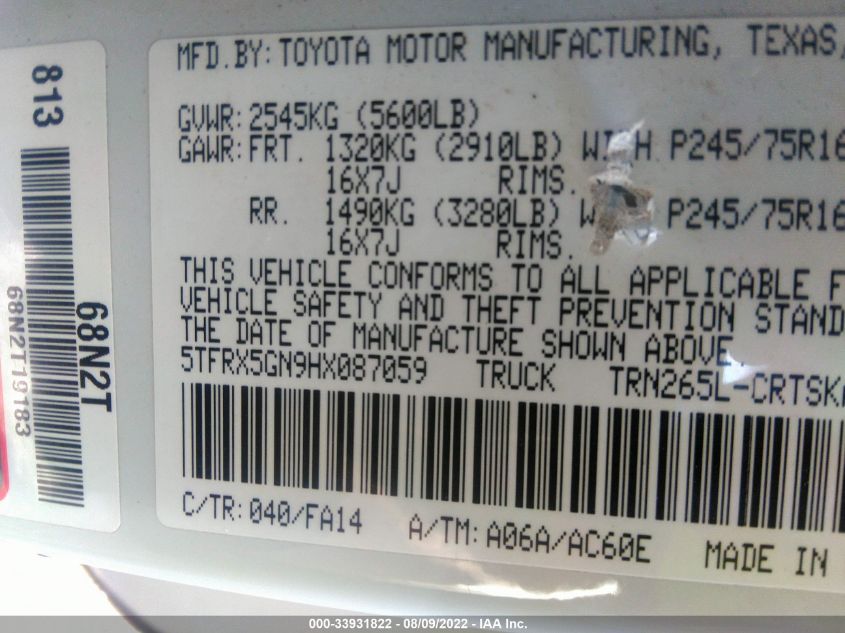 MFD.BY: TOYOTA MOTOR MANUFACTURING, TEXAS,
GVWR: 2545KG (5600LB)
GAWR: FRT. 1320KG (2910LB) P245/75R16
16X7J RIMS.
RR. 1490KG (3280LB) P245/75R16
16X7J RIMS.
THIS VEHICLE CONFORMS TO ALL APPLICABLE F
VEHICLE SAFETY AND THEFT PREVENTION STAND
THE DATE OF MANUFACTURE SHOWN ABOVE.
5TFRX5GN9HX087059 TRUCK TRN265L-CRTSK
C/TR: 040/FA14 A/TM: A06A/AC60E MADE IN
813
68N2T
68N2T19183
000-33931822 - 08/09/2022 - IAA Inc.